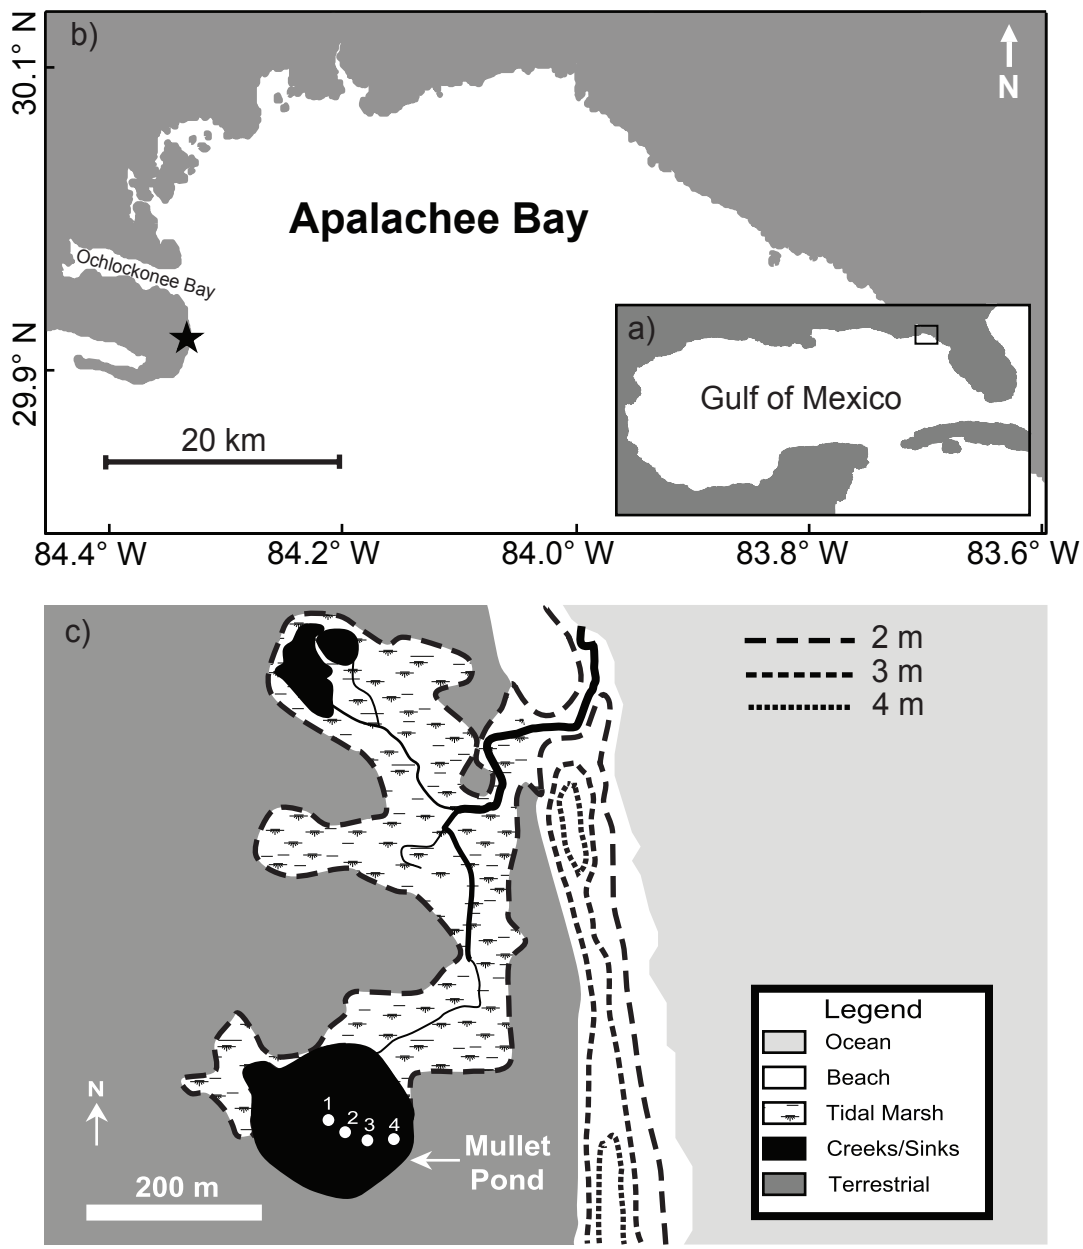 b)
30.1° N
29.9° N
N
Apalachee Bay
Ochlockonee Bay
20 km
a)
Gulf of Mexico
84.4° W
84.2° W
84.0° W
83.8° W
83.6° W
c)
2 m
3 m
4 m
Legend
Ocean
Beach
Tidal Marsh
Creeks/Sinks
Terrestrial
N
1
2
3
4
Mullet
Pond
200 m